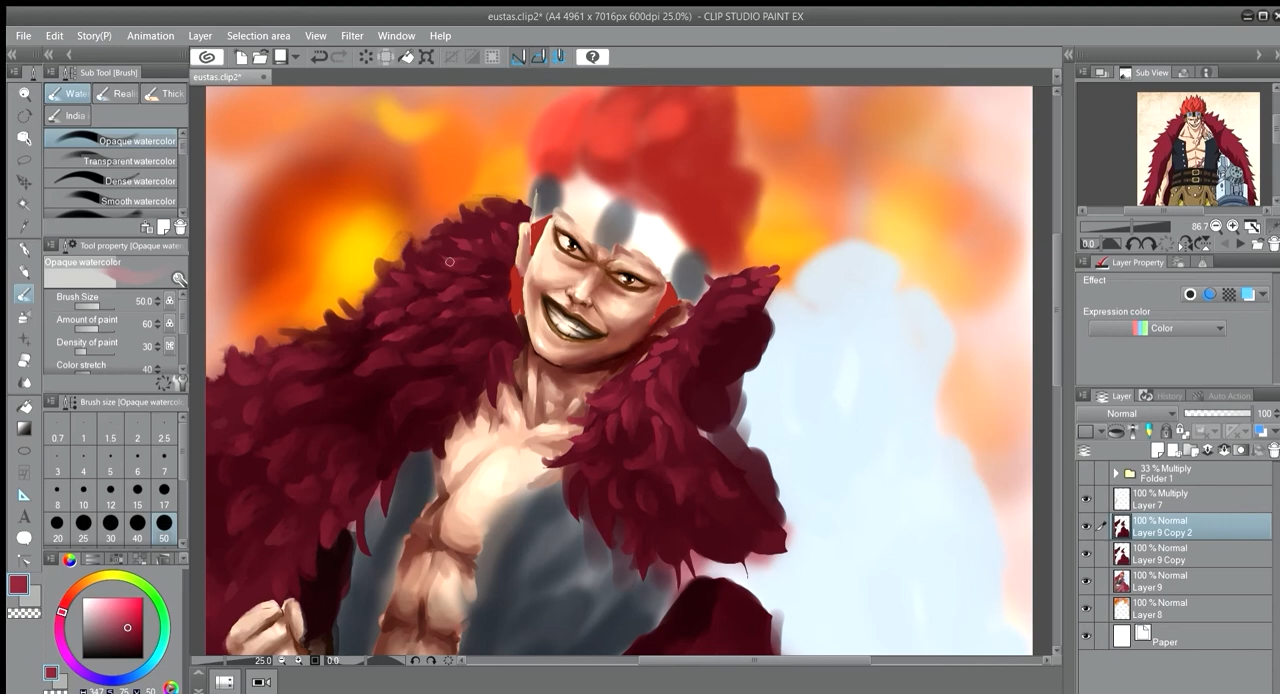 eustas.clip2* (A4 4961 x 7016px 600dpi 25.0%)  - CLIP STUDIO PAINT EX
File Edit Story(P) Animation Layer Selection area View Filter Window Help
eustas.clip2*
Sub Tool [Brush]
Wate Reali Thick
India
Opaque watercolor
Transparent watercolor
Dense watercolor
Smooth watercolor
Tool property [Opaque water
Opaque watercolor
Brush Size 50.0
Amount of paint 60
Density of paint 30
Color stretch 40
Brush size [Opaque watercol
0.7 1 1.5 2 2.5
3 4 5 6 7
8 10 12 15 17
20 25 30 40 50
H 347 S 75 V 50
25.0 0.0
Sub View
86.7
0.0
Layer Property
Effect
Expression color
Color
Layer History Auto Action
Normal 100
33 % Multiply
Folder 1
100 % Multiply
Layer 7
100 % Normal
Layer 9 Copy 2
100 % Normal
Layer 9 Copy
100 % Normal
Layer 9
100 % Normal
Layer 8
Paper